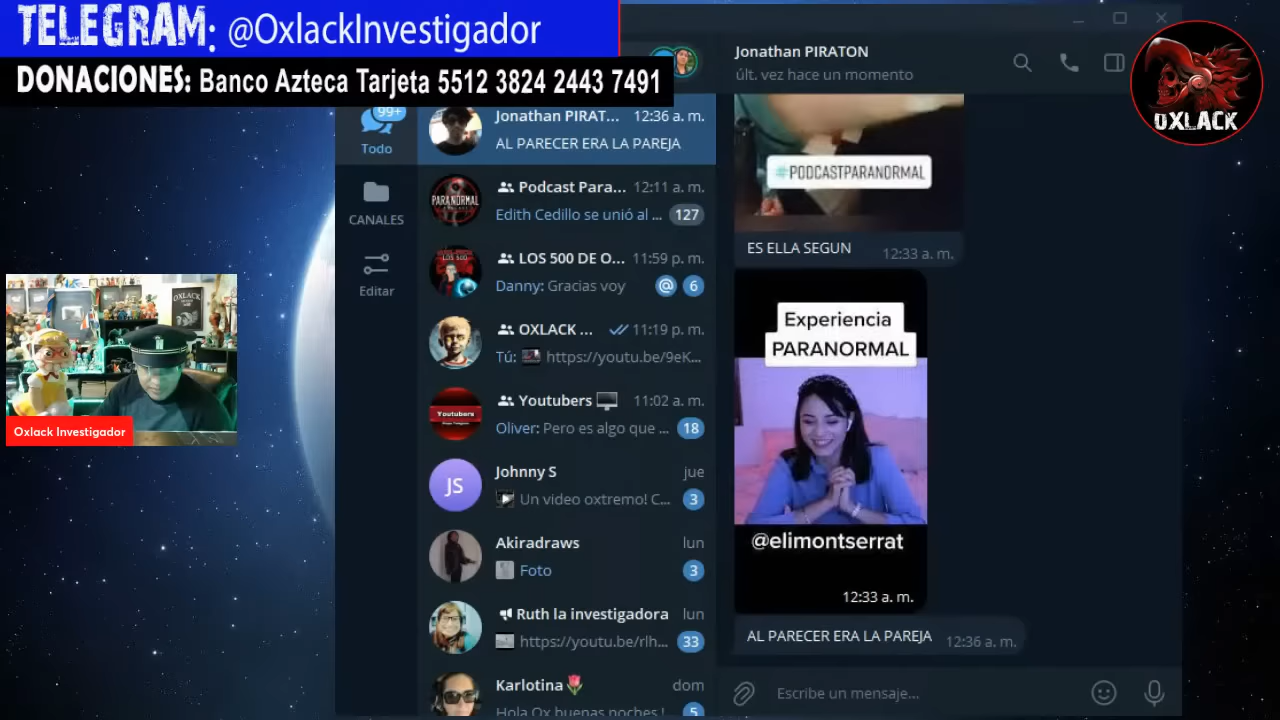 TELEGRAM: @OxlackInvestigador
DONACIONES: Banco Azteca Tarjeta 5512 3824 2443 7491
OXLACK
Jonathan PIRATON
últ. vez hace un momento
99+
Todo
CANALES
Editar
Jonathan PIRAT... 12:36 a. m.
AL PARECER ERA LA PAREJA
PARANORMAL
Podcast Para... 12:11 a. m.
Edith Cedillo se unió al ... 127
LOS 500 DE O... 11:59 p. m.
Danny: Gracias voy @ 6
OXLACK ... 11:19 p. m.
Tú: https://youtu.be/9eK...
Youtubers
Youtubers 11:02 a. m.
Oliver: Pero es algo que ... 18
JS
Johnny S jue
Un video oxtremo! C... 3
Akiradraws lun
Foto 3
Ruth la investigadora lun
https://youtu.be/rlh... 33
Karlotina dom
Hola Ox buenas noches ! 5
#PODCASTPARANORMAL
ES ELLA SEGUN 12:33 a. m.
Experiencia
PARANORMAL
@elimontserrat
12:33 a. m.
AL PARECER ERA LA PAREJA 12:36 a. m.
Escribe un mensaje...
OXLACK
Oxlack Investigador